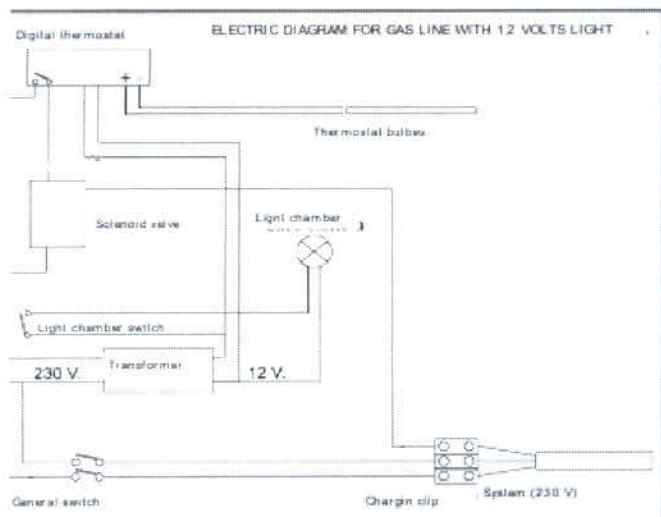 ELECTRIC DIAGRAM FOR GAS LINE WITH 12 VOLTS LIGHT
Digital thermostat
+ -
Thermostat bulbes
Solenoid valve
Light chamber
Light chamber switch
Transformer
230 V.
12 V.
General switch
Chargin clip
System (230 V)